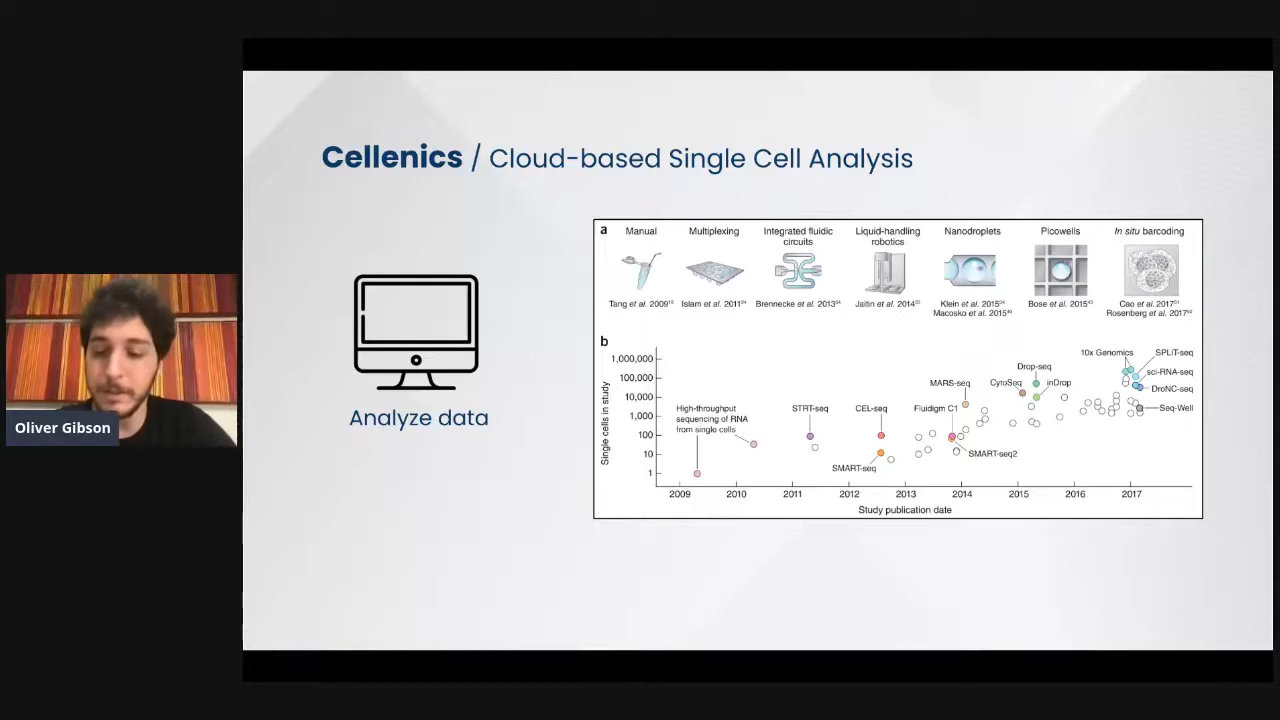 Cellenics / Cloud-based Single Cell Analysis
Analyze data
Oliver Gibson
a
Manual
Multiplexing
Integrated fluidic
circuits
Liquid-handling
robotics
Nanodroplets
Picowells
In situ barcoding
Tang et al. 2009
Islam et al. 2011
Brennecke et al. 2013
Jaitin et al. 2014
Klein et al. 2015
Macosko et al. 2015
Bose et al. 2015
Cao et al. 2017
Rosenberg et al. 2017
b
Single cells in study
1,000,000
100,000
10,000
1,000
100
10
1
High-throughput
sequencing of RNA
from single cells
STRT-seq
CEL-seq
SMART-seq
Fluidigm C1
SMART-seq2
MARS-seq
CytoSeq
Drop-seq
inDrop
10x Genomics
SPLiT-seq
sci-RNA-seq
DroNC-seq
Seq-Well
2009 2010 2011 2012 2013 2014 2015 2016 2017
Study publication date